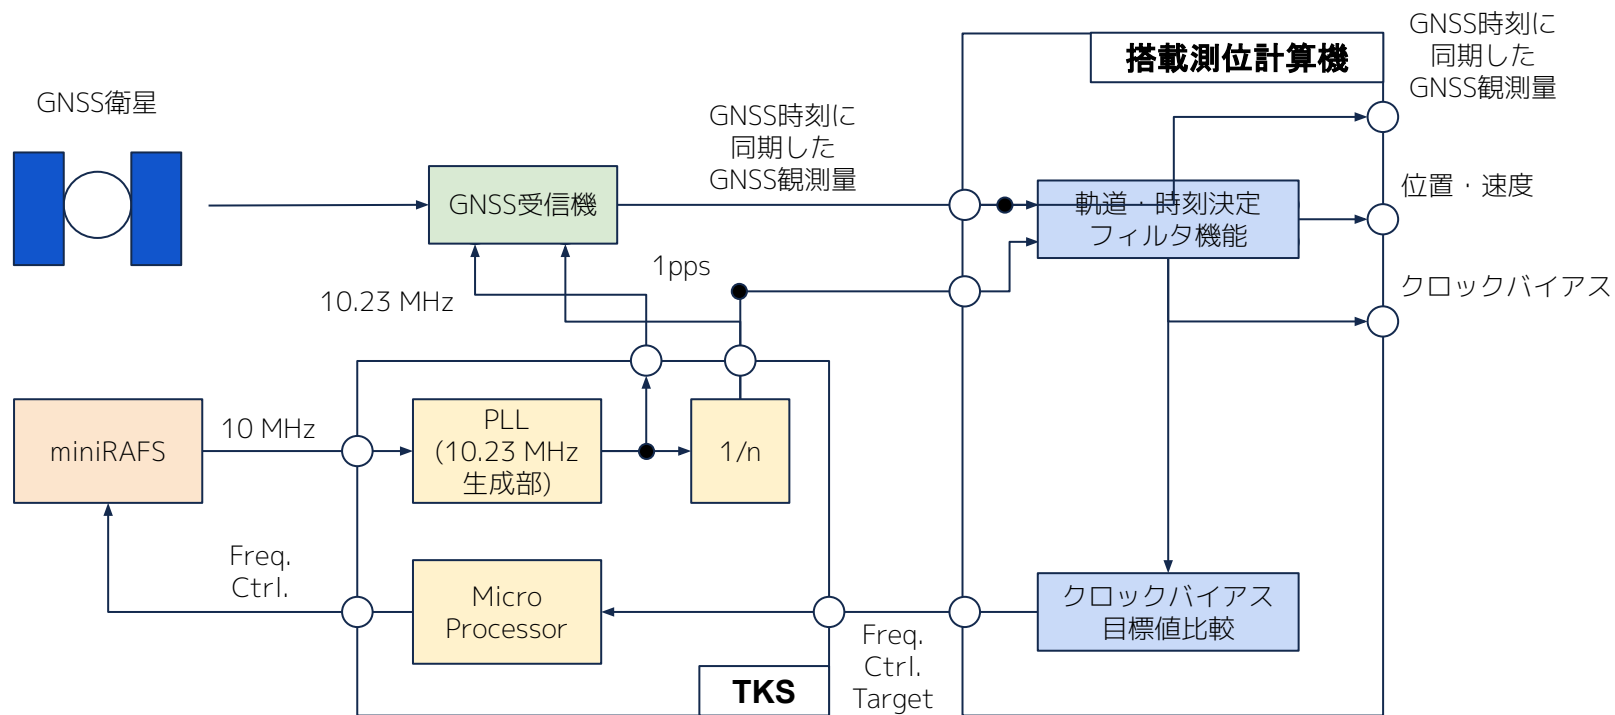 GNSS時刻に
同期した
GNSS観測量
搭載測位計算機
GNSS衛星
GNSS時刻に
同期した
GNSS観測量
GNSS受信機
軌道・時刻決定
フィルタ機能
位置・速度
1pps
10.23 MHz
クロックバイアス
miniRAFS
10 MHz
PLL
(10.23 MHz
生成部)
1/n
Freq.
Ctrl.
Micro
Processor
クロックバイアス
目標値比較
Freq.
Ctrl.
Target
TKS